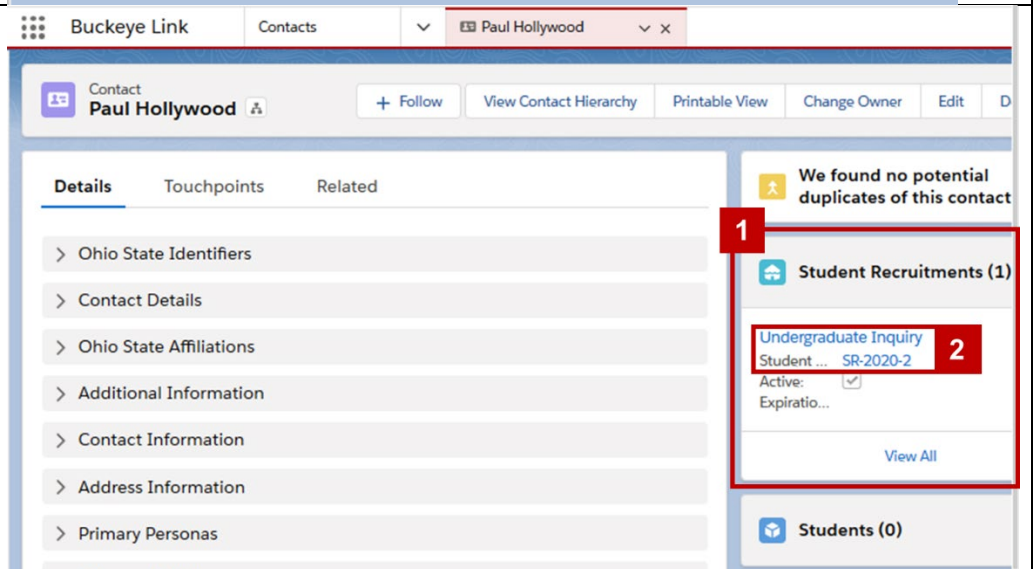 Buckeye Link
Contacts
Paul Hollywood
Contact
Paul Hollywood
+ Follow
View Contact Hierarchy
Printable View
Change Owner
Edit
Details
Touchpoints
Related
Ohio State Identifiers
Contact Details
Ohio State Affiliations
Additional Information
Contact Information
Address Information
Primary Personas
We found no potential
duplicates of this contact
1
Student Recruitments (1)
Undergraduate Inquiry
2
Student ... SR-2020-2
Active:
Expiratio...
View All
Students (0)